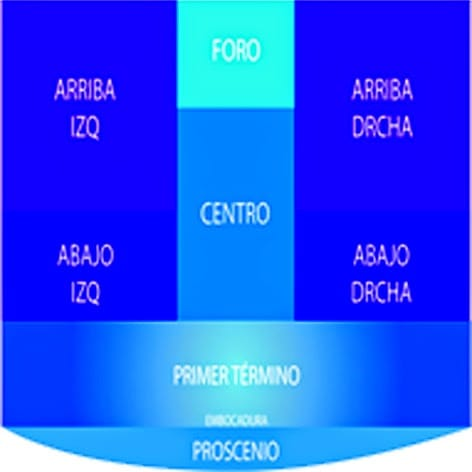 FORO
ARRIBA
IZQ
ARRIBA
DRCHA
CENTRO
ABAJO
IZQ
ABAJO
DRCHA
PRIMER TÉRMINO
EMBOCADURA
PROSCENIO